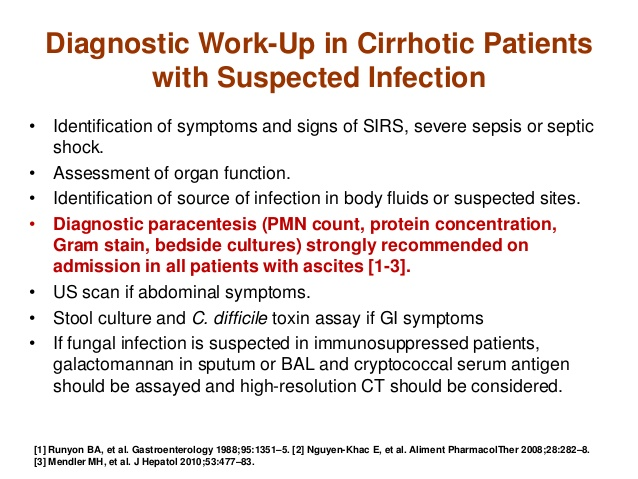 Diagnostic Work-Up in Cirrhotic Patients
with Suspected Infection
• Identification of symptoms and signs of SIRS, severe sepsis or septic
shock.
• Assessment of organ function.
• Identification of source of infection in body fluids or suspected sites.
• Diagnostic paracentesis (PMN count, protein concentration,
Gram stain, bedside cultures) strongly recommended on
admission in all patients with ascites [1-3].
• US scan if abdominal symptoms.
• Stool culture and C. difficile toxin assay if GI symptoms
• If fungal infection is suspected in immunosuppressed patients,
galactomannan in sputum or BAL and cryptococcal serum antigen
should be assayed and high-resolution CT should be considered.
[1] Runyon BA, et al. Gastroenterology 1988;95:1351–5. [2] Nguyen-Khac E, et al. Aliment PharmacolTher 2008;28:282–8.
[3] Mendler MH, et al. J Hepatol 2010;53:477–83.